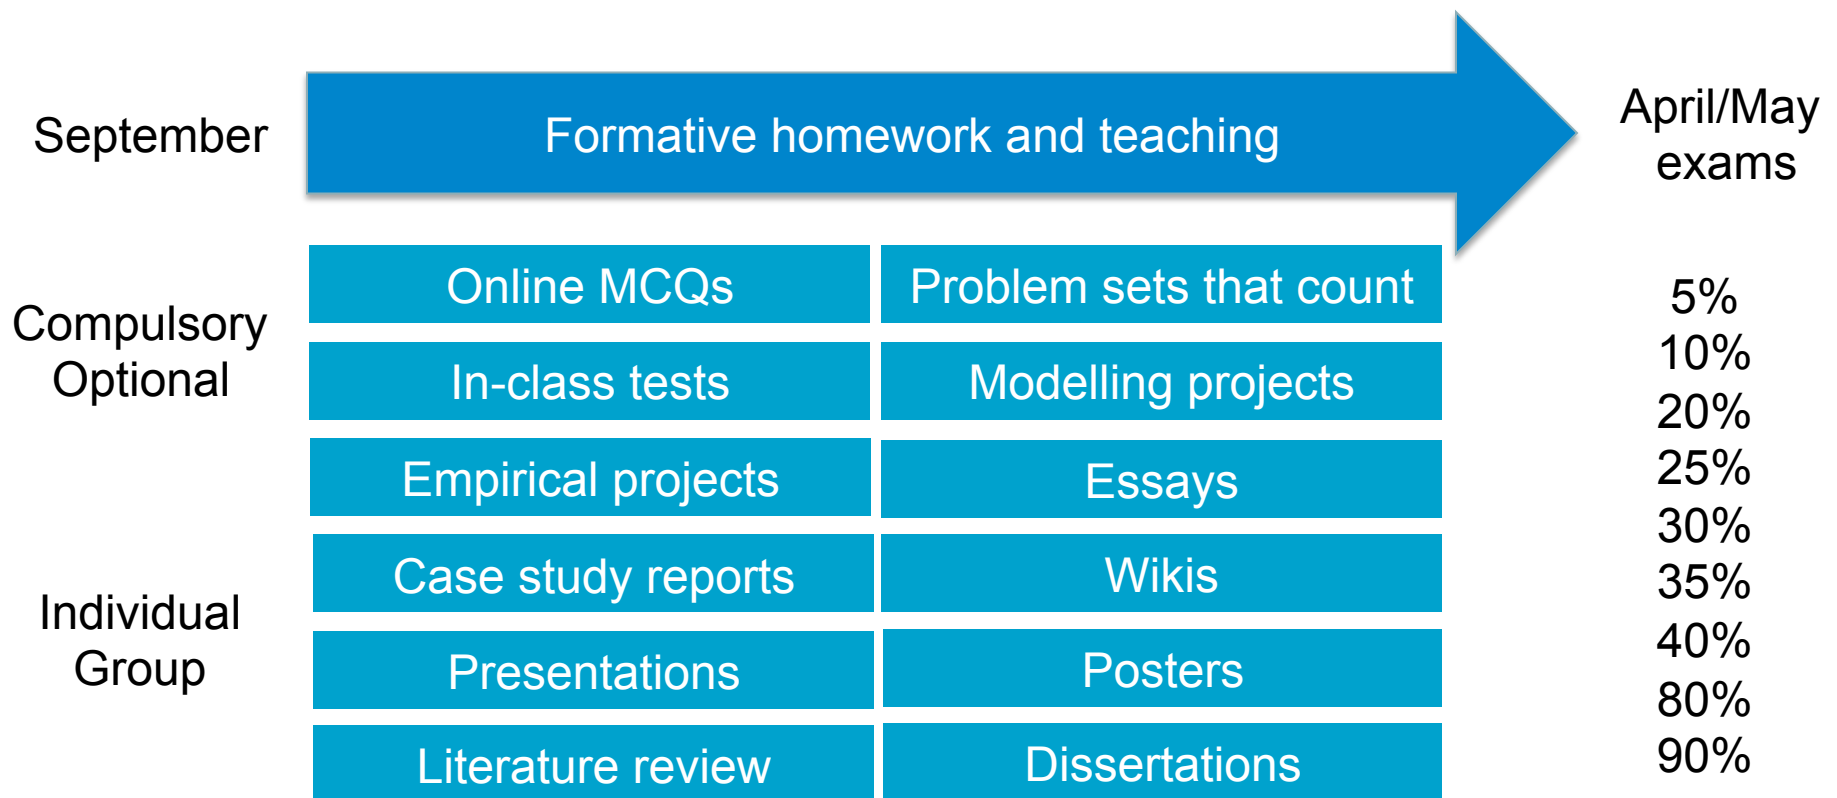 September
Formative homework and teaching
April/May
exams
Compulsory
Optional
Individual
Group
Online MCQs
Problem sets that count
In-class tests
Modelling projects
Empirical projects
Essays
Case study reports
Wikis
Presentations
Posters
Literature review
Dissertations
5%
10%
20%
25%
30%
35%
40%
80%
90%